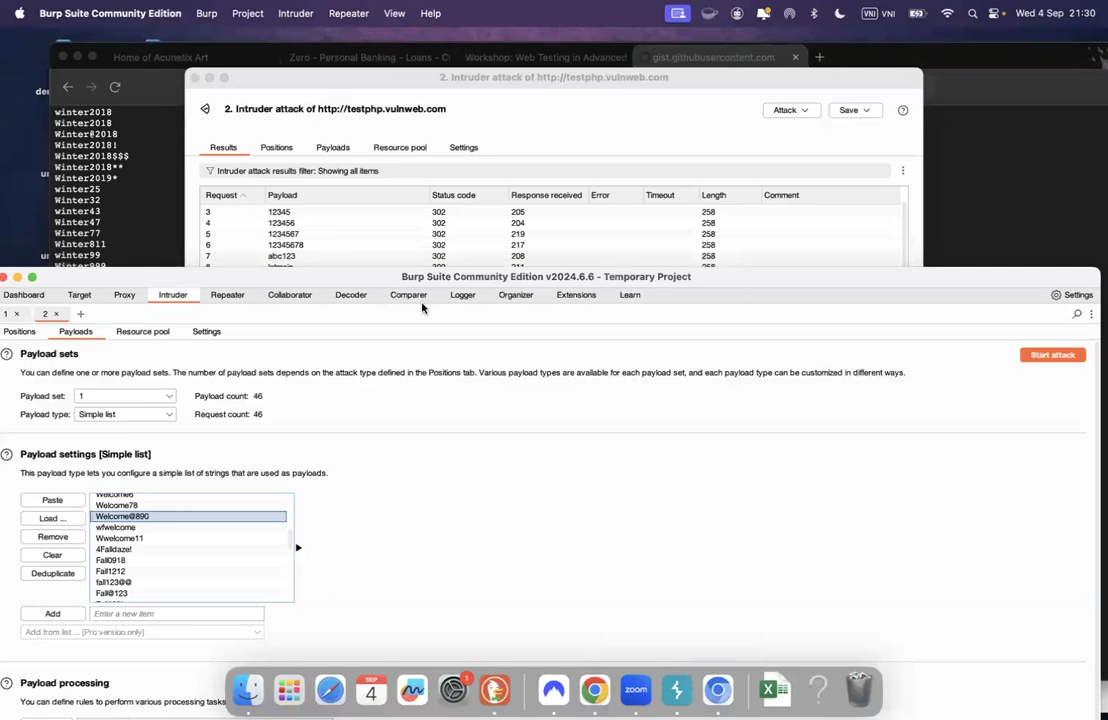 Burp Suite Community Edition Burp Project Intruder Repeater View Help VNI VNI Wed 4 Sep 21:30
Home of Acunetix Art Zero - Personal Banking - Loans - C Workshop: Web Testing in Advanced gist.githubusercontent.com
2. Intruder attack of http://testphp.vulnweb.com
2. Intruder attack of http://testphp.vulnweb.com Attack Save
Results Positions Payloads Resource pool Settings
Intruder attack results filter: Showing all items
Request Payload Status code Response received Error Timeout Length Comment
3 12345 302 205 258
4 123456 302 204 258
5 1234567 302 219 258
6 12345678 302 217 258
7 abc123 302 208 258
winter2018
Winter2018
Winter@2018
Winter2018!
Winter2018$$$
Winter2018**
Winter2019*
winter25
Winter32
winter43
Winter47
Winter77
Winter811
winter99
Burp Suite Community Edition v2024.6.6 - Temporary Project
Dashboard Target Proxy Intruder Repeater Collaborator Sequencer Decoder Comparer Logger Organizer Extensions Learn Settings
1 × 2 × +
Positions Payloads Resource pool Settings
Payload sets Start attack
You can define one or more payload sets. The number of payload sets depends on the attack type defined in the Positions tab. Various payload types are available for each payload set, and each payload type can be customized in different ways.
Payload set: 1 Payload count: 46
Payload type: Simple list Request count: 46
Payload settings [Simple list]
This payload type lets you configure a simple list of strings that are used as payloads.
Paste
Load ...
Remove
Clear
Deduplicate
Welcome6
Welcome78
Welcome@890
wfwelcome
Wwelcome11
4Falldaze!
Fall0918
Fall1212
fall123@@
Fall@123
Add Enter a new item
Add from list ... [Pro version only]
Payload processing
You can define rules to perform various processing tasks
SEP
4
1
zoom